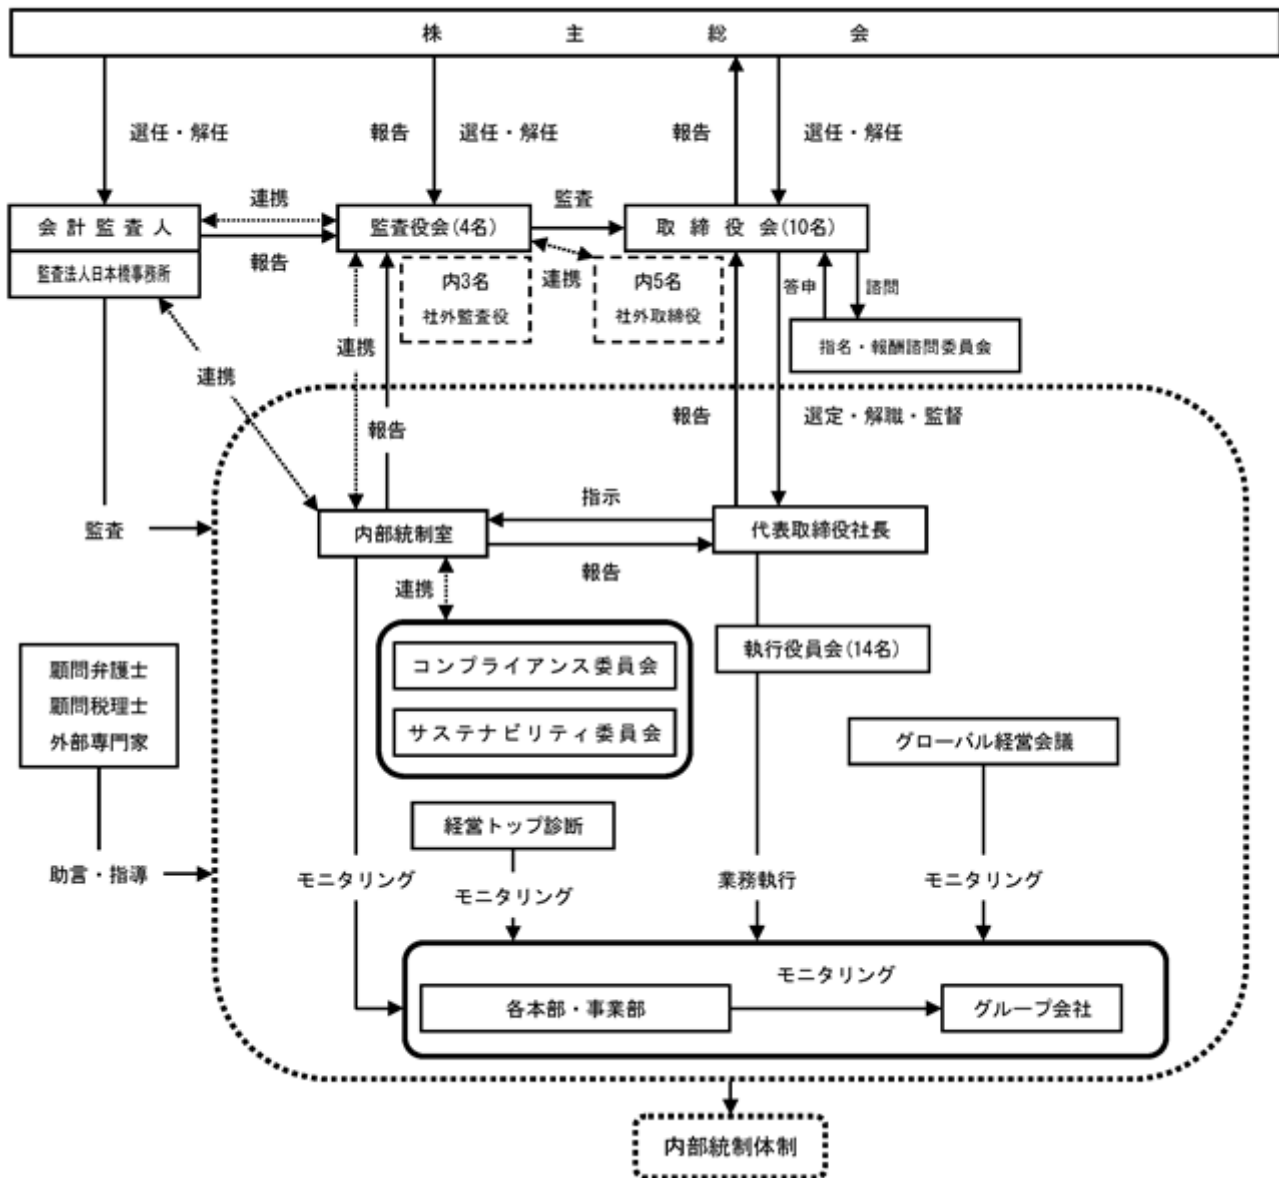 株主総会
選任・解任
報告
選任・解任
報告
選任・解任
連携
監査
会計監査人
監査役会(4名)
取締役会(10名)
監査法人日本橋事務所
報告
内3名
社外監査役
連携
内5名
社外取締役
答申
諮問
指名・報酬諮問委員会
連携
連携
報告
報告
選定・解職・監督
監査
指示
内部統制室
代表取締役社長
報告
連携
執行役員会(14名)
コンプライアンス委員会
サステナビリティ委員会
顧問弁護士
顧問税理士
外部専門家
グローバル経営会議
経営トップ診断
助言・指導
モニタリング
モニタリング
業務執行
モニタリング
モニタリング
各本部・事業部
グループ会社
内部統制体制